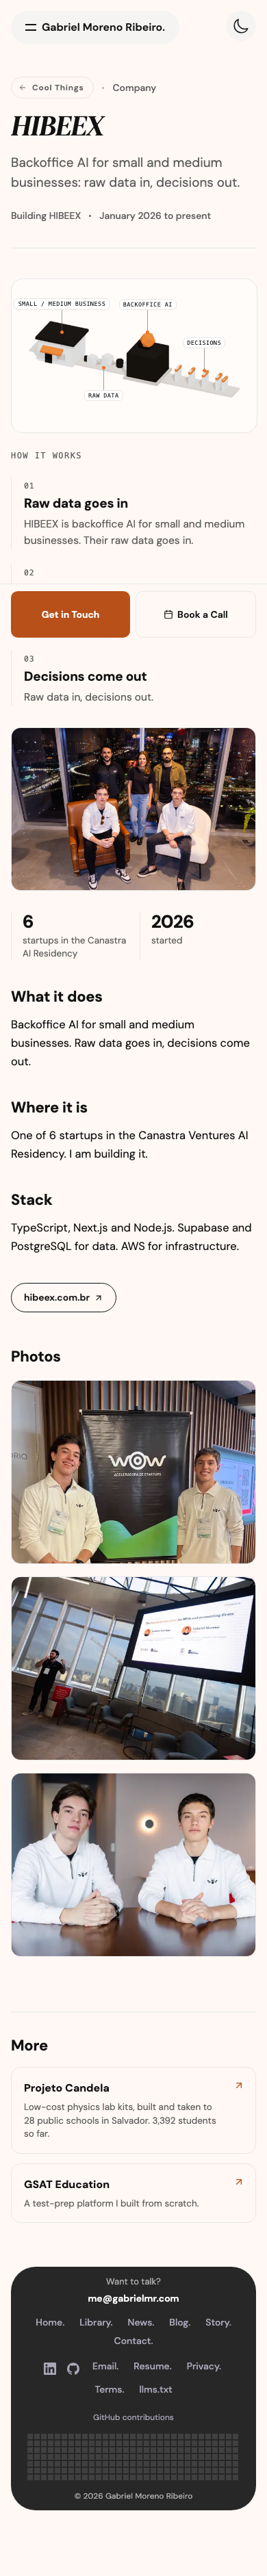 Gabriel Moreno Ribeiro.
← Cool Things · Company
HIBEEX
Backoffice AI for small and medium
businesses: raw data in, decisions out.
Building HIBEEX • January 2026 to present
SMALL / MEDIUM BUSINESS
BACKOFFICE AI
DECISIONS
RAW DATA
HOW IT WORKS
01
Raw data goes in
HIBEEX is backoffice AI for small and medium
businesses. Their raw data goes in.
02
Get in Touch
Book a Call
03
Decisions come out
Raw data in, decisions out.
6
startups in the Canastra
AI Residency
2026
started
What it does
Backoffice AI for small and medium
businesses. Raw data goes in, decisions come
out.
Where it is
One of 6 startups in the Canastra Ventures AI
Residency. I am building it.
Stack
TypeScript, Next.js and Node.js. Supabase and
PostgreSQL for data. AWS for infrastructure.
hibeex.com.br
Photos
WOW
ACELERADORA DE STARTUPS
More
Projeto Candela
Low-cost physics lab kits, built and taken to
28 public schools in Salvador. 3,392 students
so far.
GSAT Education
A test-prep platform I built from scratch.
Want to talk?
me@gabrielmr.com
Home. Library. News. Blog. Story.
Contact.
Email. Resume. Privacy.
Terms. llms.txt
GitHub contributions
© 2026 Gabriel Moreno Ribeiro